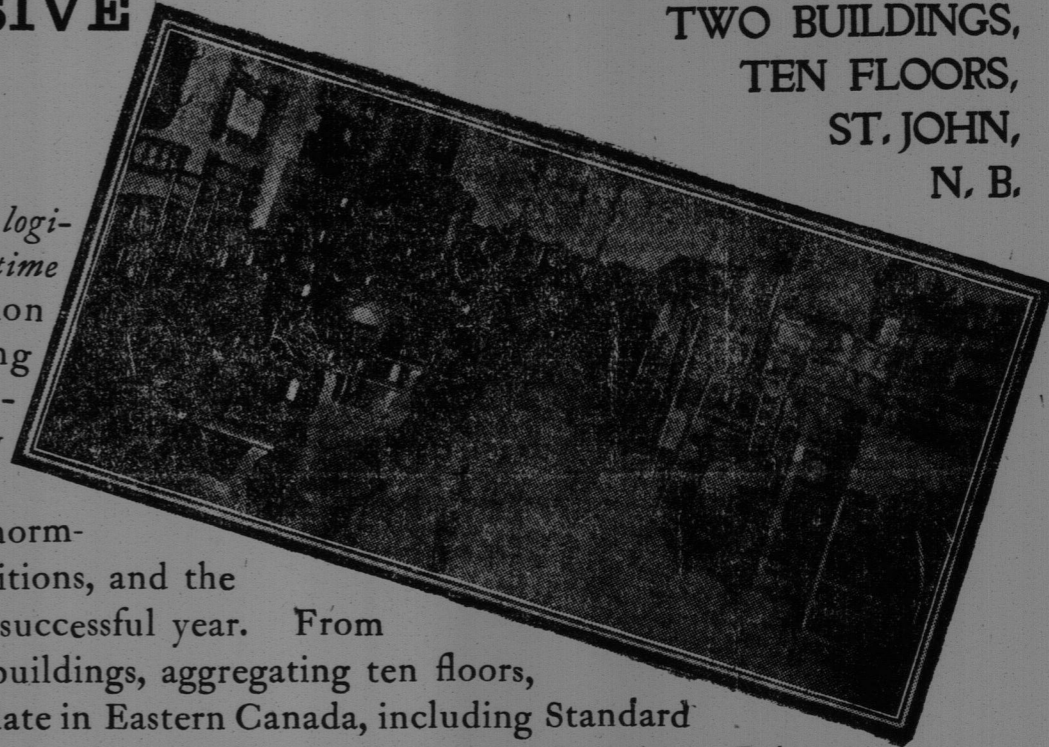 SIVE
TWO BUILDINGS,
TEN FLOORS,
ST. JOHN,
N. B.
logi-
time
on
ng
-
norm-
itions, and the
successful year. From
buildings, aggregating ten floors,
ate in Eastern Canada, including Standard